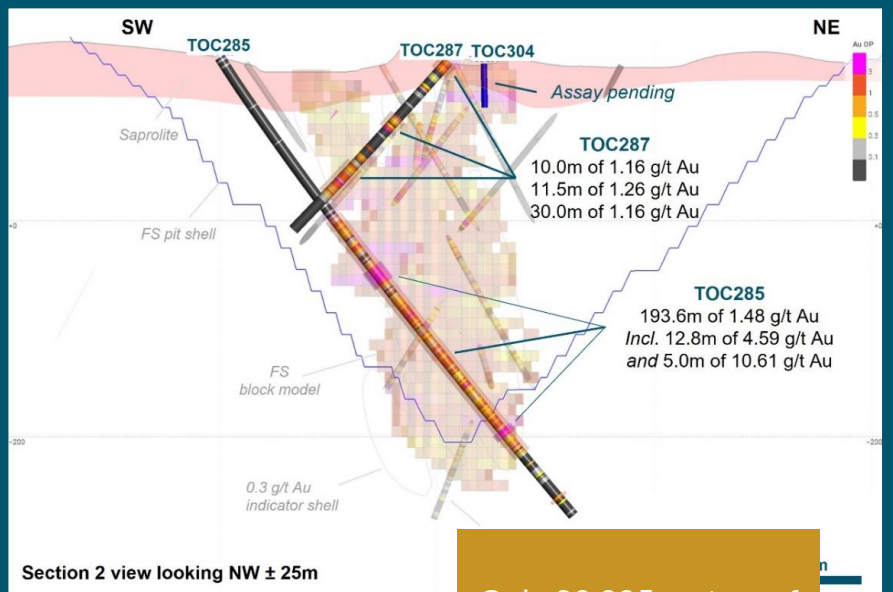 SW
NE
TOC285
TOC287
TOC304
Au OP
3
1
0.5
0.3
0.1
Assay pending
Saprolite
TOC287
10.0m of 1.16 g/t Au
11.5m of 1.26 g/t Au
30.0m of 1.16 g/t Au
FS pit shell
+0
TOC285
193.6m of 1.48 g/t Au
Incl. 12.8m of 4.59 g/t Au
and 5.0m of 10.61 g/t Au
FS
block model
-200
-200
0.3 g/t Au
indicator shell
Section 2 view looking NW ± 25m